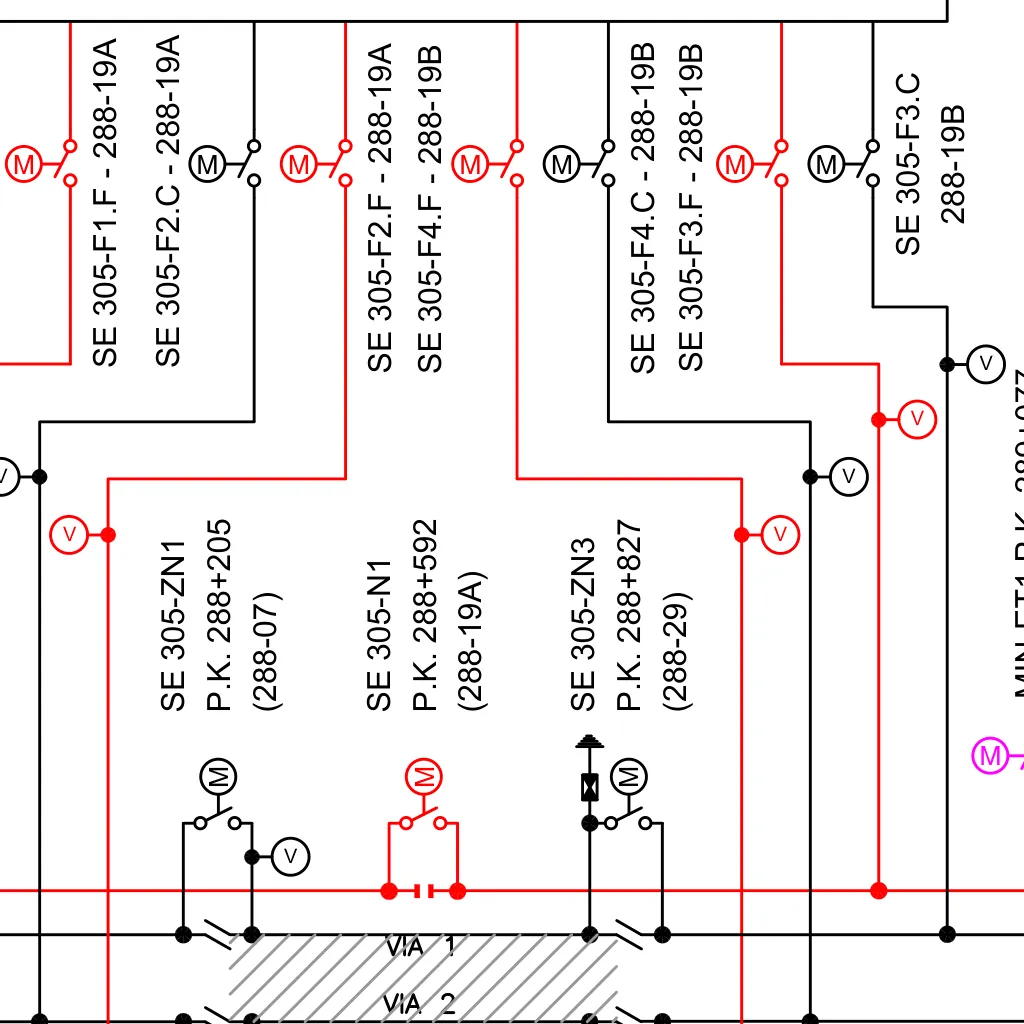 SE 305-F1.F - 288-19A
SE 305-F2.C - 288-19A
SE 305-F2.F - 288-19A
SE 305-F4.F - 288-19B
SE 305-F4.C - 288-19B
SE 305-F3.F - 288-19B
SE 305-F3.C
288-19B
M
M
M
M
M
M
M
V
V
V
V
V
V
SE 305-ZN1
P.K. 288+205
(288-07)
SE 305-N1
P.K. 288+592
(288-19A)
SE 305-ZN3
P.K. 288+827
(288-29)
M
M
M
M
V
VIA 1
VIA 2